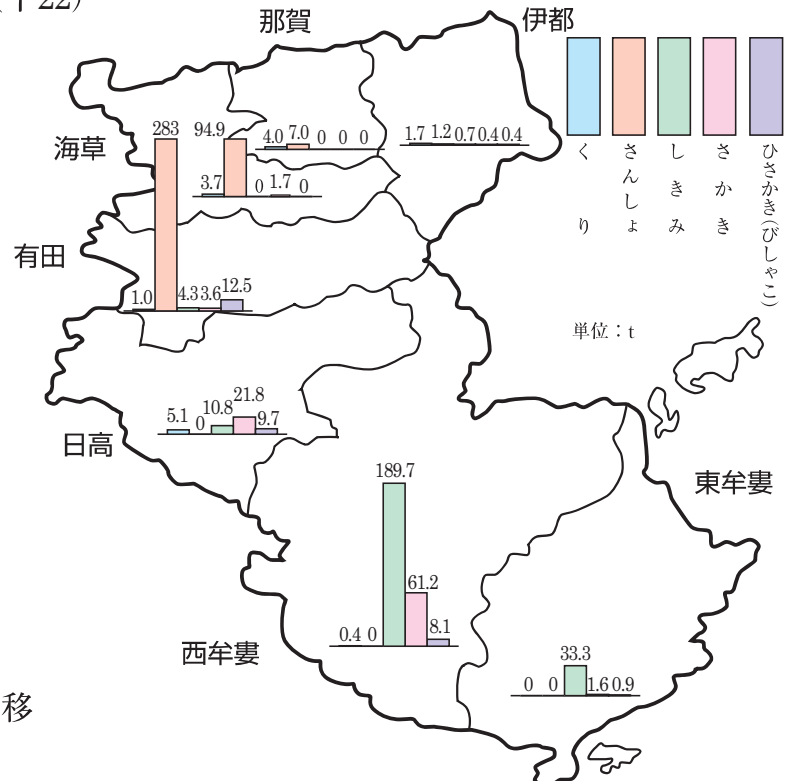 (平22)
那賀
伊都
くり
さんしょ
しきみ
さかき
ひさかき(びしゃこ)
単位：t
海草
283
94.9
3.7
0
1.7
0
4.0
7.0
0
0
0
1.7
1.2
0.7
0.4
0.4
有田
1.0
4.3
3.6
12.5
日高
5.1
0
10.8
21.8
9.7
西牟婁
0.4
0
189.7
61.2
8.1
東牟婁
0
0
33.3
1.6
0.9
移